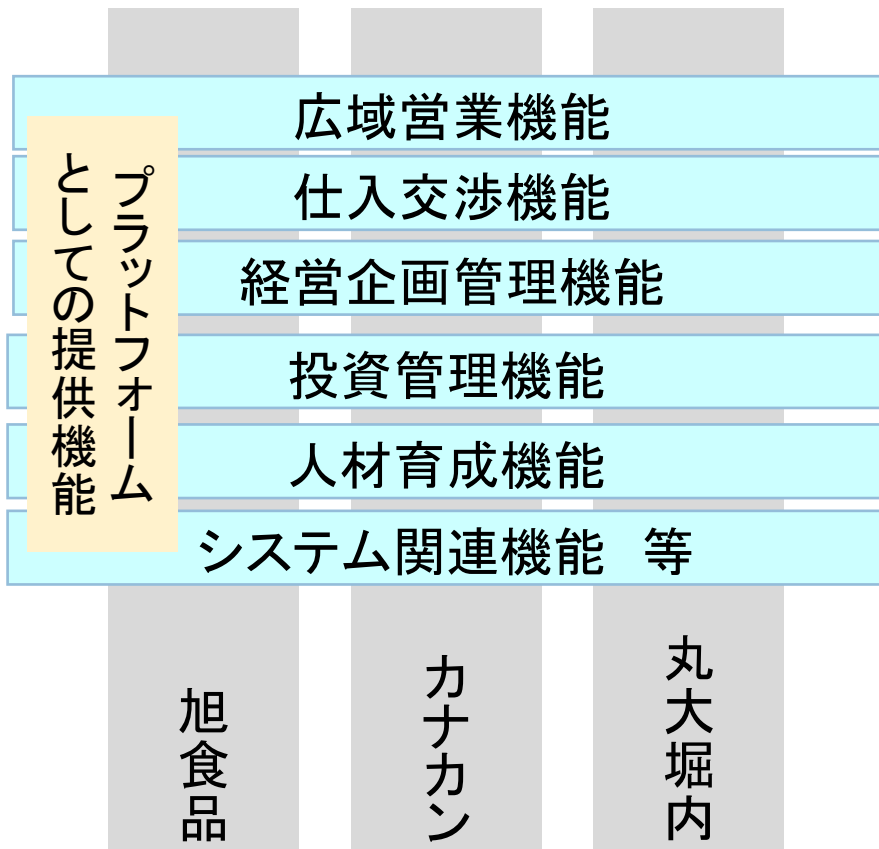 広域営業機能
仕入交渉機能
経営企画管理機能
投資管理機能
人材育成機能
システム関連機能　等
プラットフォーム
としての提供機能
旭食品
カナカン
丸大堀内